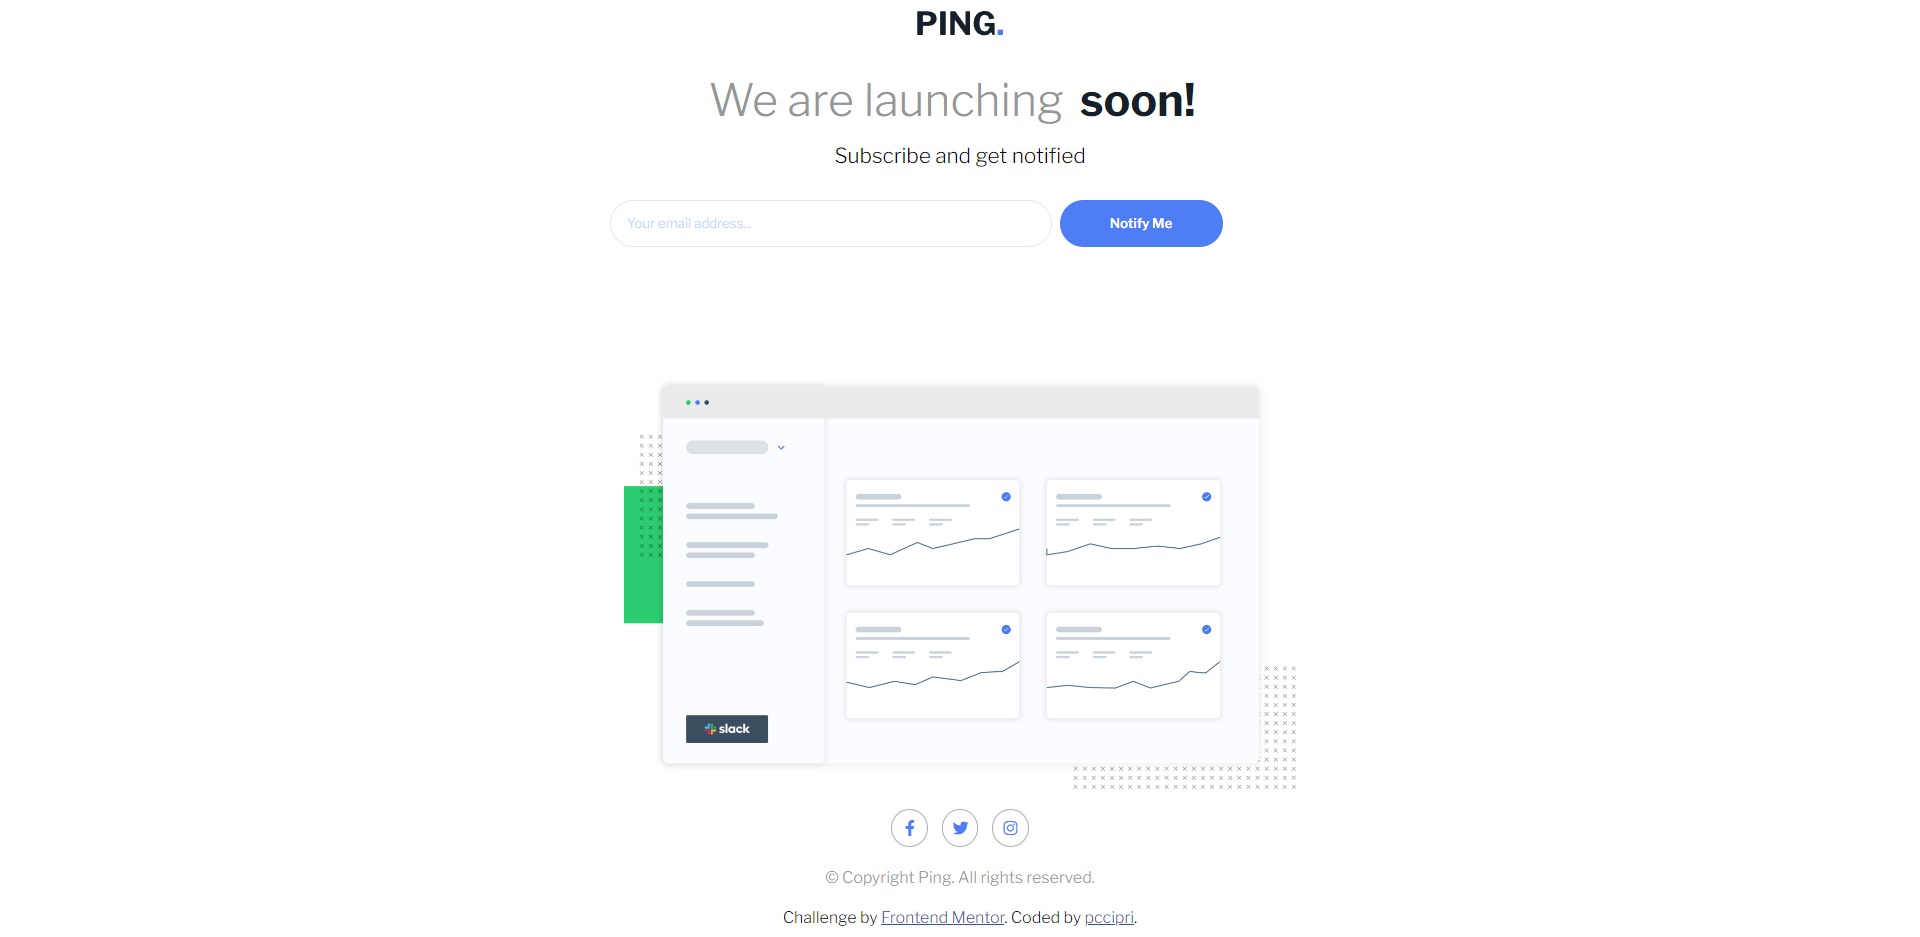 PING.
We are launching soon!
Subscribe and get notified
Your email address...
Notify Me
slack
© Copyright Ping. All rights reserved.
Challenge by Frontend Mentor. Coded by pccipri.